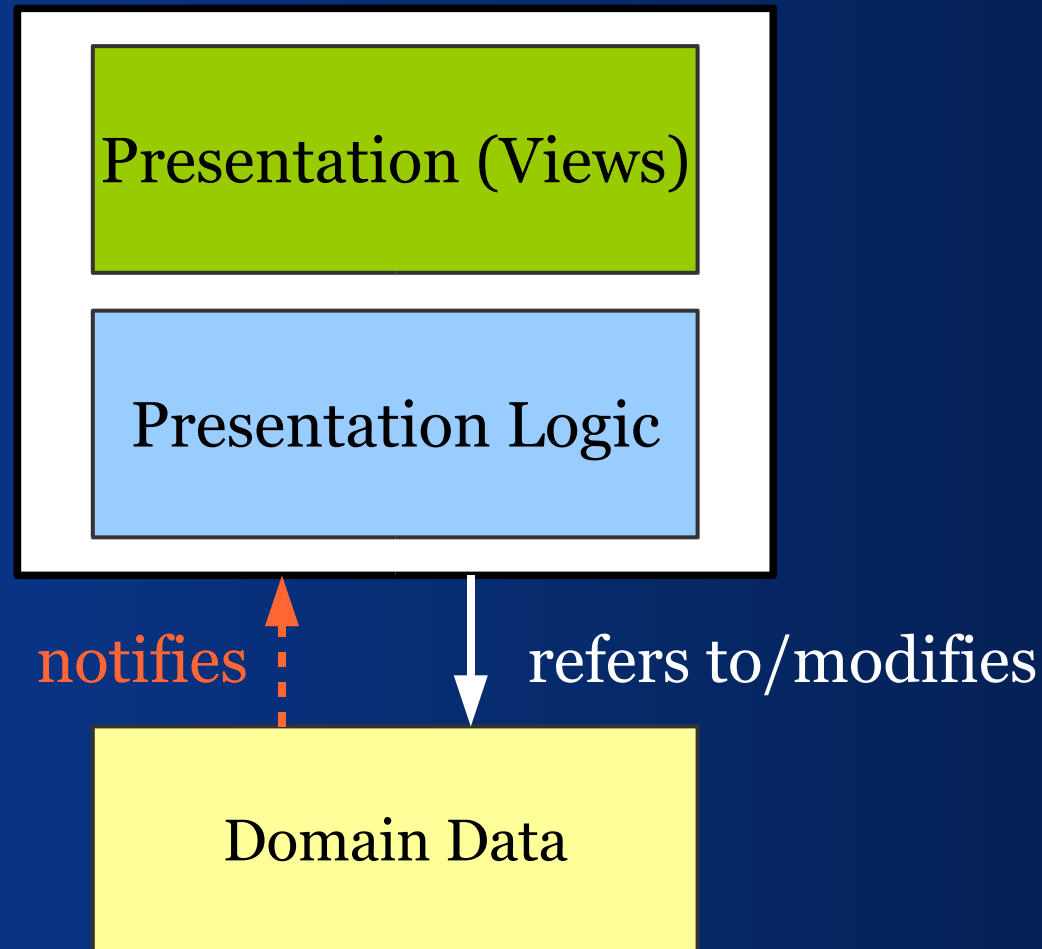 Presentation (Views)
Presentation Logic
notifies
refers to/modifies
Domain Data